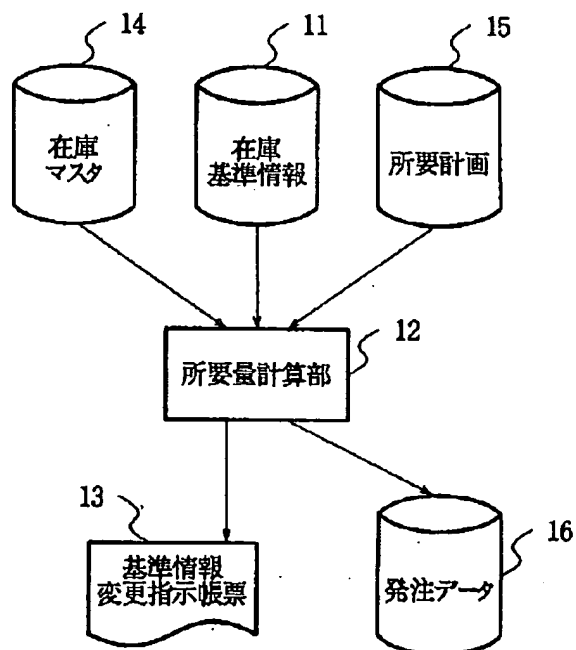 14
11
15
在庫
マスタ
在庫
基準情報
所要計画
12
所要量計算部
13
基準情報
変更指示帳票
16
発注データ